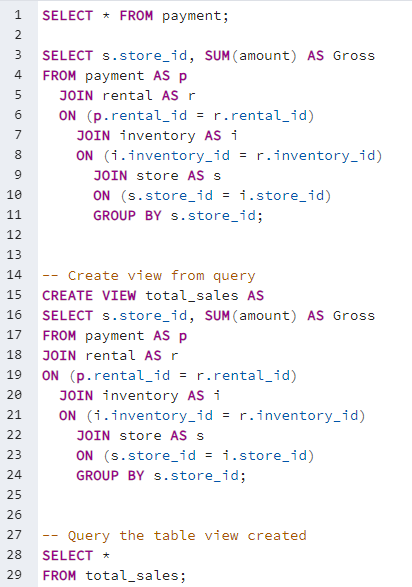 1 SELECT * FROM payment;
2
3 SELECT s.store_id, SUM(amount) AS Gross
4 FROM payment AS p
5 JOIN rental AS r
6 ON (p.rental_id = r.rental_id)
7 JOIN inventory AS i
8 ON (i.inventory_id = r.inventory_id)
9 JOIN store AS s
10 ON (s.store_id = i.store_id)
11 GROUP BY s.store_id;
12
13
14 -- Create view from query
15 CREATE VIEW total_sales AS
16 SELECT s.store_id, SUM(amount) AS Gross
17 FROM payment AS p
18 JOIN rental AS r
19 ON (p.rental_id = r.rental_id)
20 JOIN inventory AS i
21 ON (i.inventory_id = r.inventory_id)
22 JOIN store AS s
23 ON (s.store_id = i.store_id)
24 GROUP BY s.store_id;
25
26
27 -- Query the table view created
28 SELECT *
29 FROM total_sales;